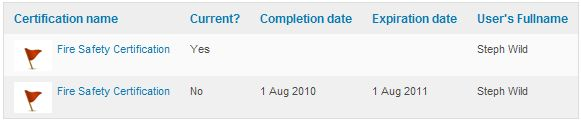 Certification name Current? Completion date Expiration date User's Fullname
Fire Safety Certification Yes Steph Wild
Fire Safety Certification No 1 Aug 2010 1 Aug 2011 Steph Wild